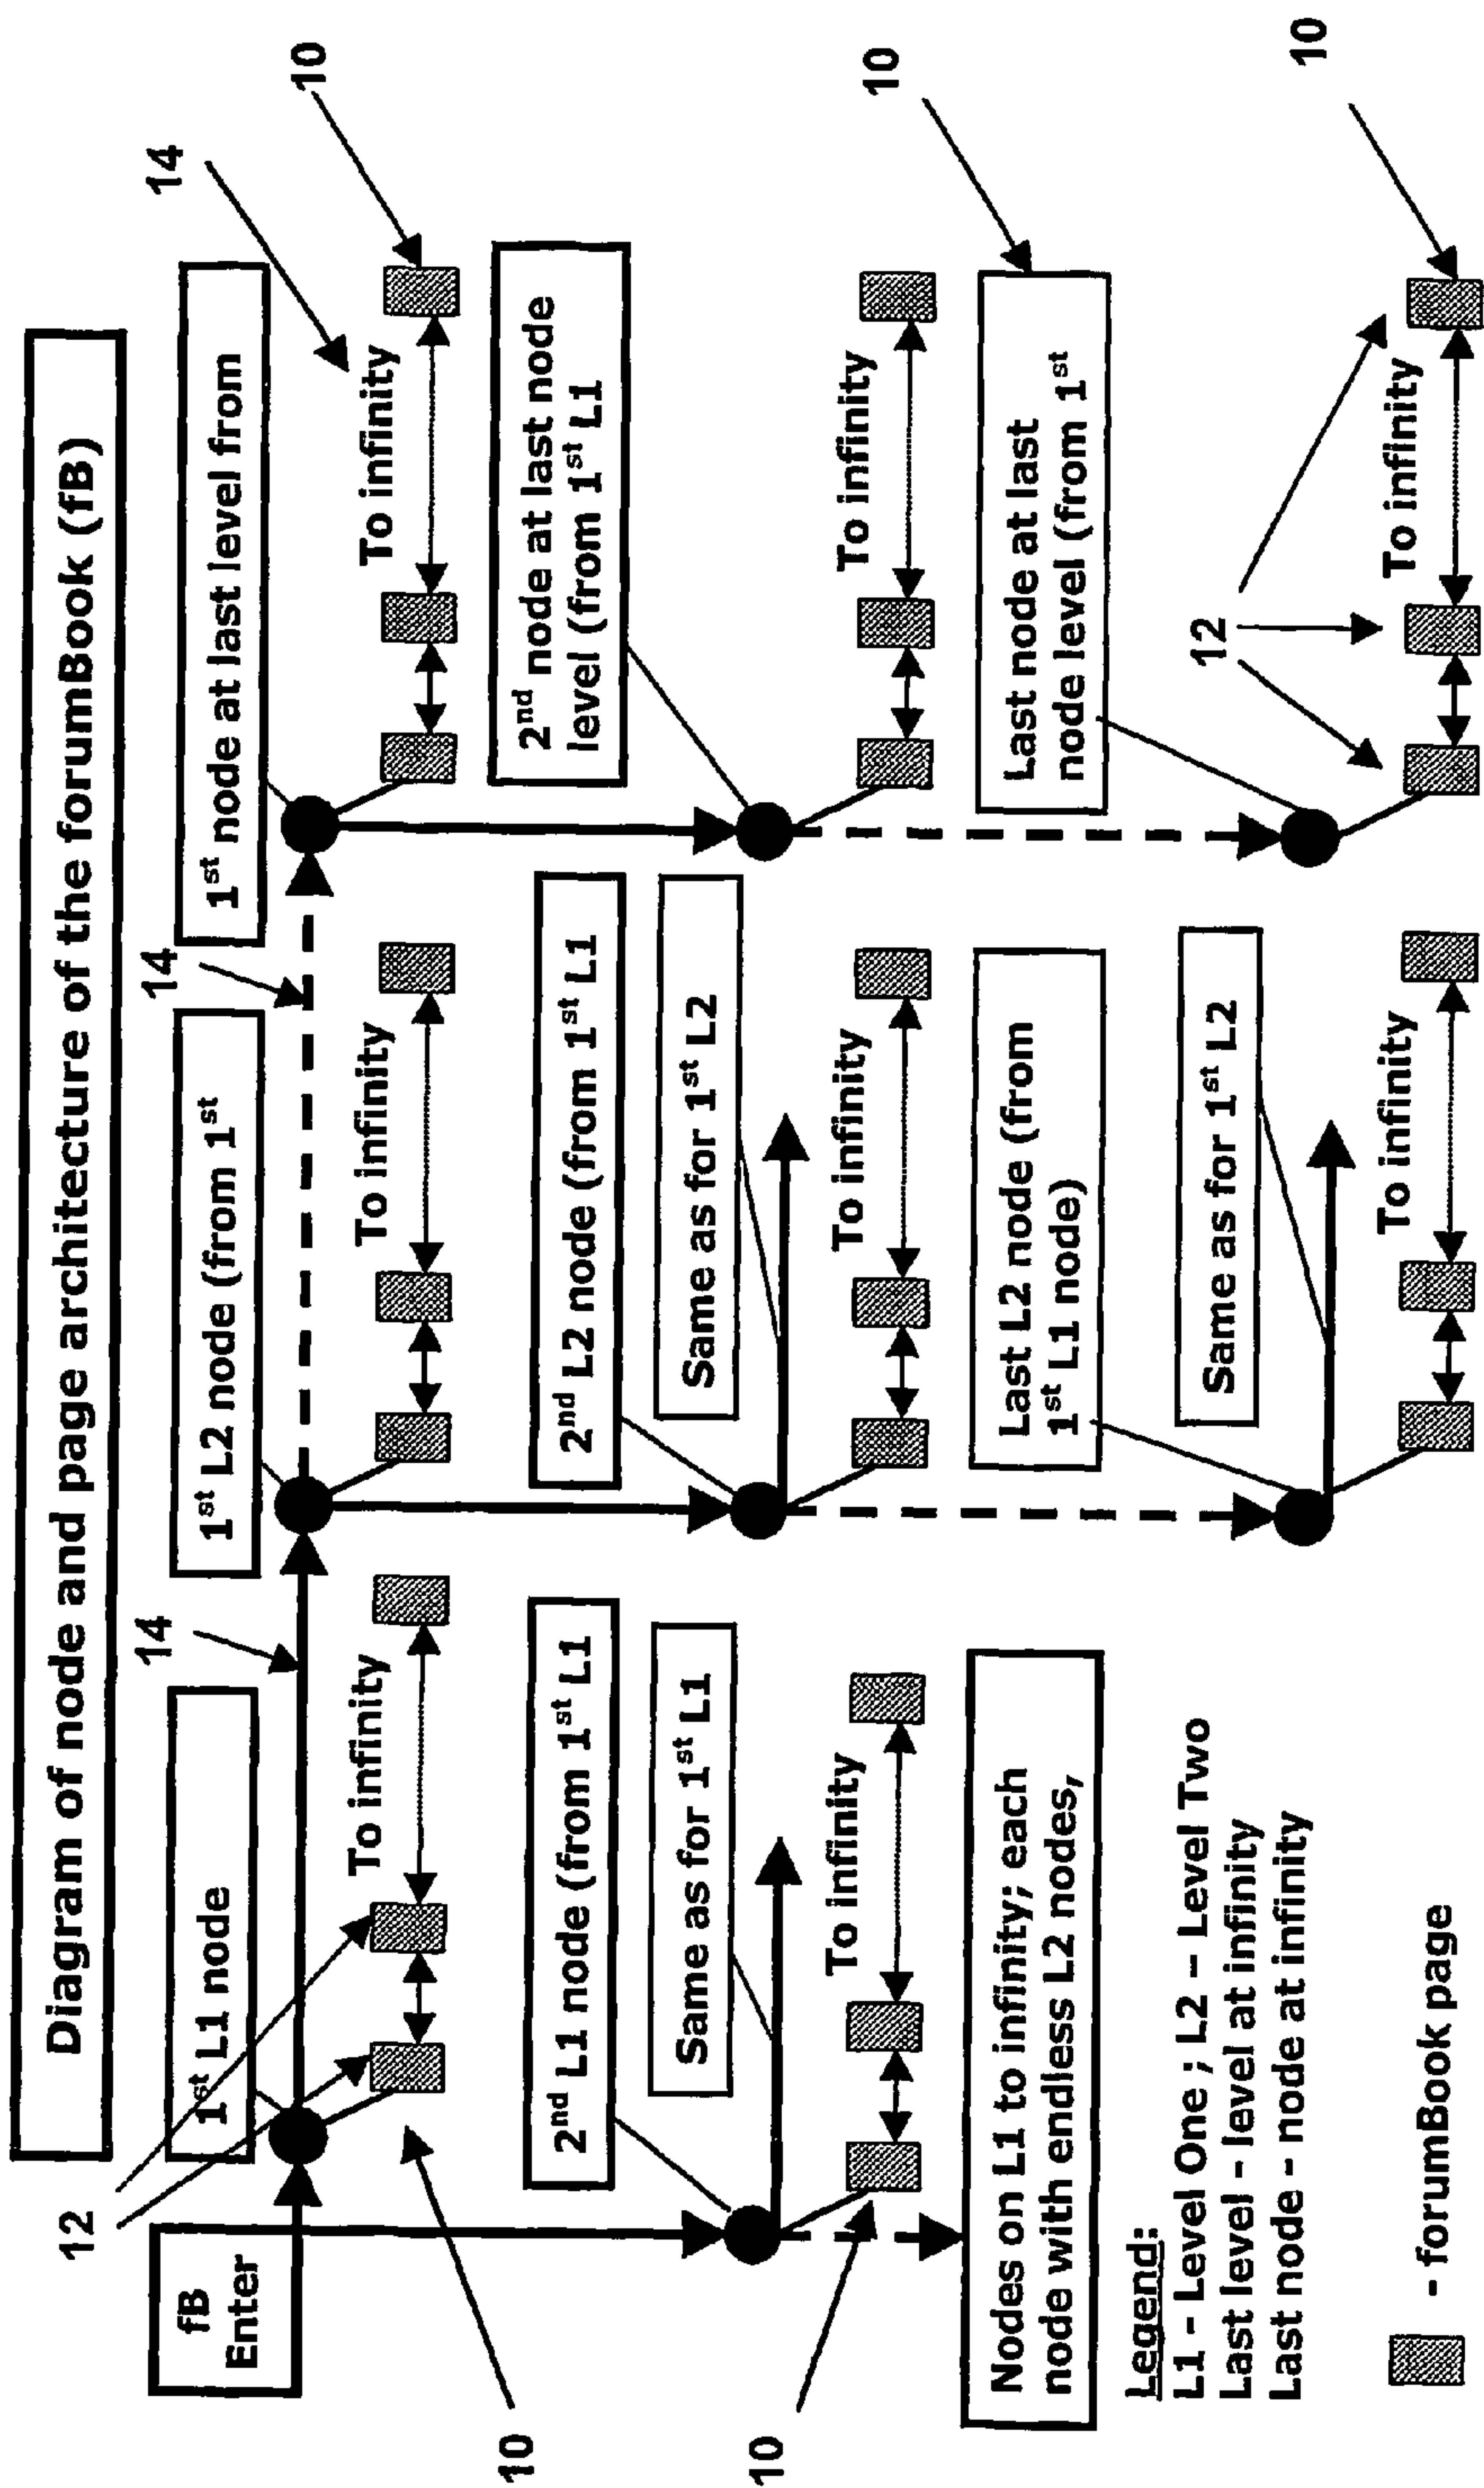 Diagram of node and page architecture of the forumBook (fB)
12
fB
Enter
1st L1 node
14
1st L2 node (from 1st
14
1st node at last level from
14
10
To infinity
To infinity
To infinity
10
2nd L1 node (from 1st L1
Same as for 1st L1
2nd L2 node (from 1st L1
Same as for 1st L2
2nd node at last node
level (from 1st L1
10
To infinity
To infinity
To infinity
10
Nodes on L1 to infinity; each
node with endless L2 nodes,
Last L2 node (from
1st L1 node)
Same as for 1st L2
Last node at last
node level (from 1st
10
12
To infinity
To infinity
Legend:
L1 - Level One ; L2 – Level Two
Last level - level at infinity
Last node - node at infinity
- forumBook page